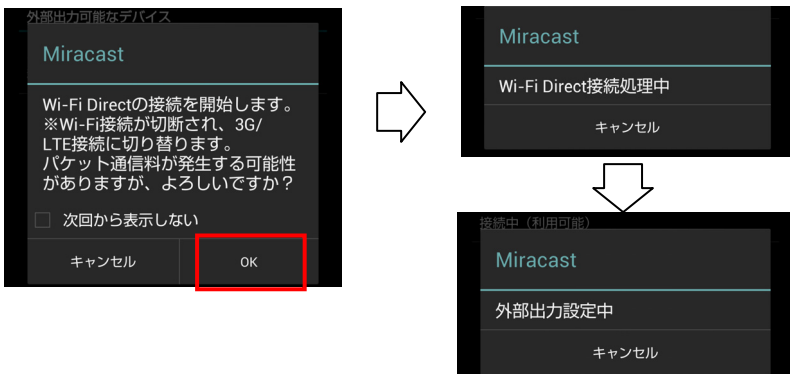 外部出力可能なデバイス
Miracast
Wi-Fi Directの接続を開始します。
※Wi-Fi接続が切断され、3G/
LTE接続に切り替ります。
パケット通信料が発生する可能性
がありますが、よろしいですか？
次回から表示しない
キャンセル
OK
Miracast
Wi-Fi Direct接続処理中
キャンセル
接続中（利用可能）
Miracast
外部出力設定中
キャンセル